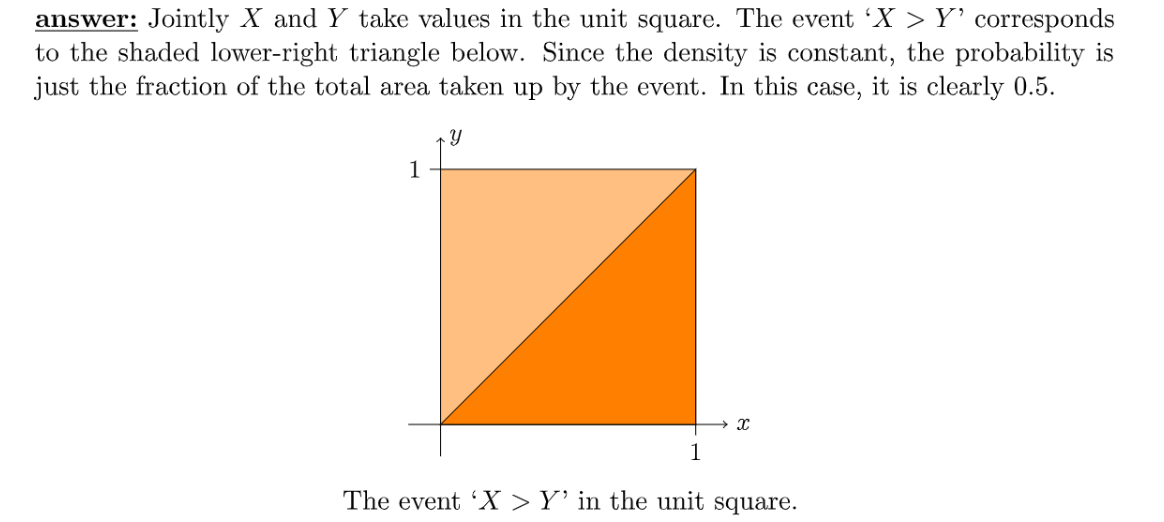 answer: Jointly X and Y take values in the unit square. The event ‘X > Y’ corresponds
to the shaded lower-right triangle below. Since the density is constant, the probability is
just the fraction of the total area taken up by the event. In this case, it is clearly 0.5.
y
1
x
1
The event ‘X > Y’ in the unit square.